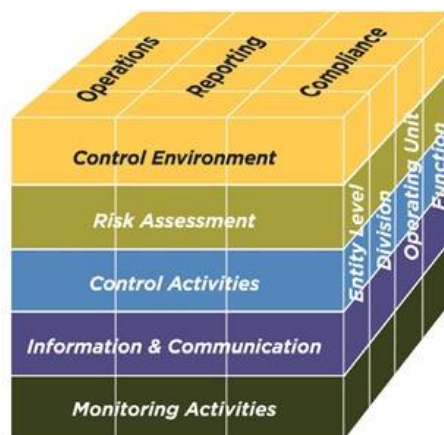 Operations
Reporting
Compliance
Control Environment
Risk Assessment
Control Activities
Information & Communication
Monitoring Activities
Entity Level
Division
Operating Unit
Function